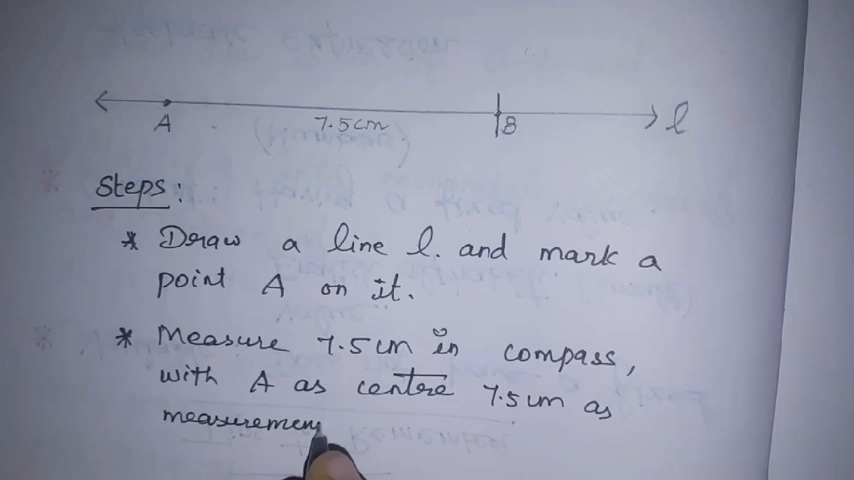 A 7.5cm B l
Steps:
* Draw a line l. and mark a
point A on it.
* Measure 7.5cm in compass,
with A as centre 7.5cm as
measuremen